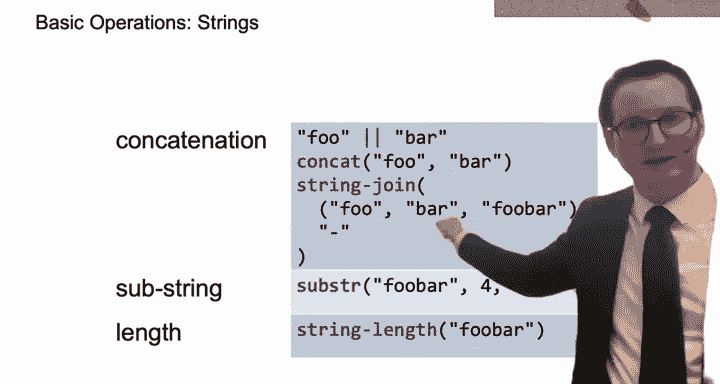 Basic Operations: Strings
concatenation
"foo" || "bar"
concat("foo", "bar")
string-join(
("foo", "bar", "foobar")
"-"
)
sub-string
substr("foobar", 4,
length
string-length("foobar")